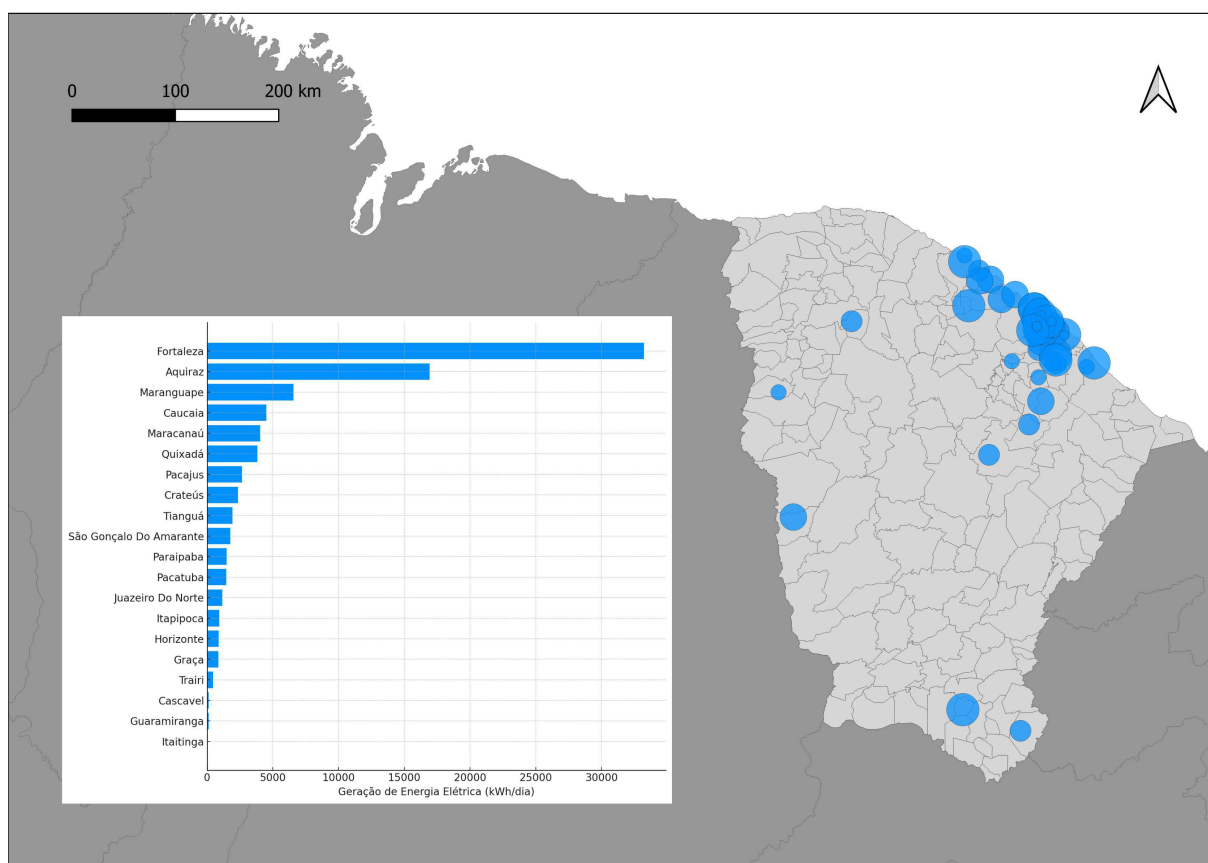 0 100 200 km
Fortaleza
Aquiraz
Maranguape
Caucaia
Maracanaú
Quixadá
Pacajus
Crateús
Tianguá
São Gonçalo Do Amarante
Paraipaba
Pacatuba
Juazeiro Do Norte
Itapipoca
Horizonte
Graça
Trairi
Cascavel
Guaramiranga
Itaitinga
0 5000 10000 15000 20000 25000 30000
Geração de Energia Elétrica (kWh/dia)